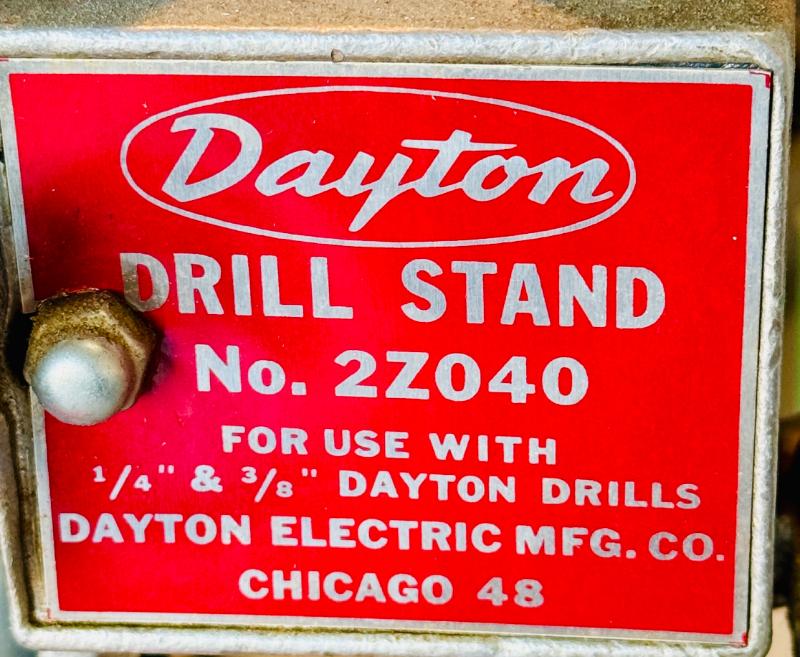 Dayton
DRILL STAND
No. 2Z040
FOR USE WITH
1/4" & 3/8" DAYTON DRILLS
DAYTON ELECTRIC MFG. CO.
CHICAGO 48